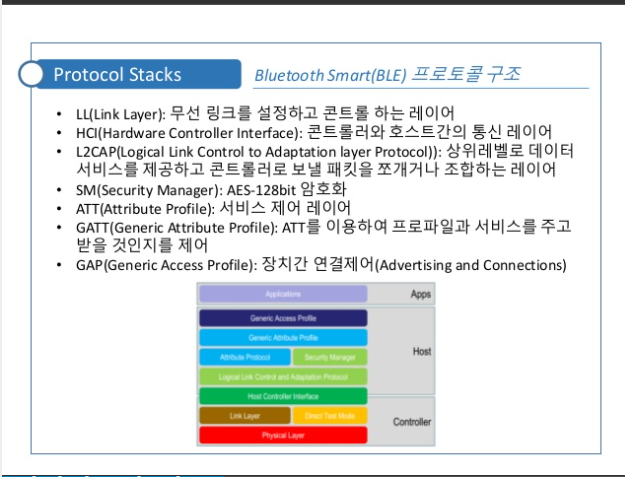 Protocol Stacks
Bluetooth Smart(BLE) 프로토콜 구조
• LL(Link Layer): 무선 링크를 설정하고 콘트롤 하는 레이어
• HCI(Hardware Controller Interface): 콘트롤러와 호스트간의 통신 레이어
• L2CAP(Logical Link Control to Adaptation layer Protocol)): 상위레벨로 데이터
서비스를 제공하고 콘트롤러로 보낼 패킷을 쪼개거나 조합하는 레이어
• SM(Security Manager): AES-128bit 암호화
• ATT(Attribute Profile): 서비스 제어 레이어
• GATT(Generic Attribute Profile): ATT를 이용하여 프로파일과 서비스를 주고
받을 것인지를 제어
• GAP(Generic Access Profile): 장치간 연결제어(Advertising and Connections)
Applications
Apps
Generic Access Profile
Generic Attribute Profile
Attribute Protocol
Security Manager
Host
Logical Link Control and Adaptation Protocol
Host Controller Interface
Link Layer
Direct Test Mode
Controller
Physical Layer